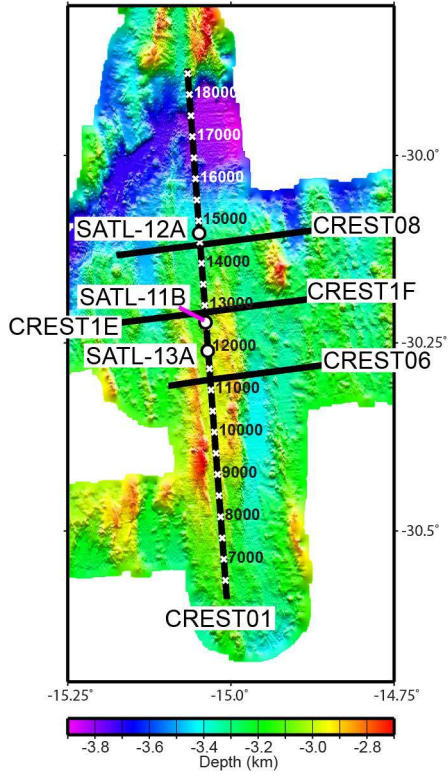 18000
17000
-30.0°
16000
15000
CREST08
SATL-12A
14000
SATL-11B
CREST1F
13000
CREST1E
-30.25°
SATL-13A
12000
CREST06
11000
10000
9000
8000
-30.5°
7000
CREST01
-15.25° -15.0° -14.75°
-3.8 -3.6 -3.4 -3.2 -3.0 -2.8
Depth (km)